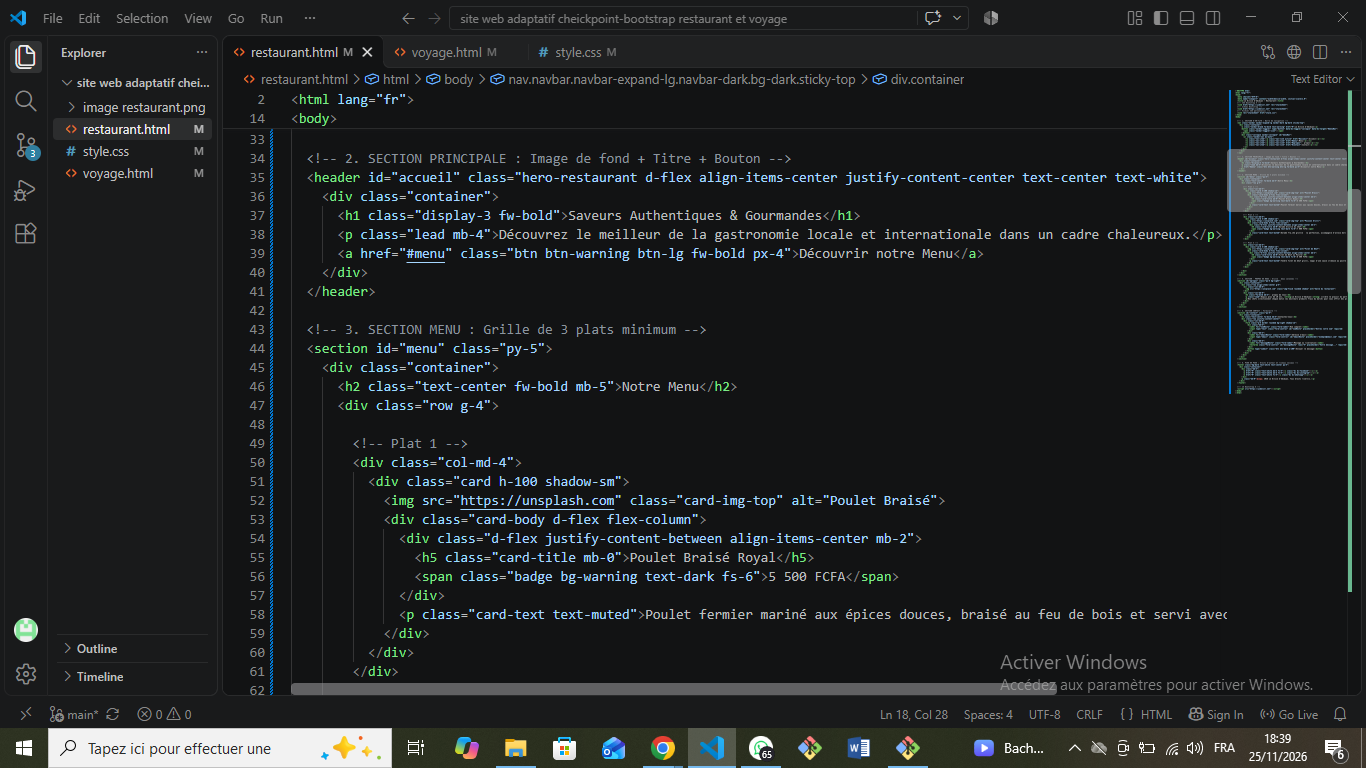 File Edit Selection View Go Run ···
site web adaptatif cheickpoint-bootstrap restaurant et voyage
Explorer
site web adaptatif chei...
image restaurant.png
restaurant.html M
style.css M
voyage.html M
Outline
Timeline
3
restaurant.html M voyage.html M style.css M
restaurant.html > html > body > nav.navbar.navbar-expand-lg.navbar-dark.bg-dark.sticky-top > div.container
Text Editor
2 <html lang="fr">
14 <body>
33
34 <!-- 2. SECTION PRINCIPALE : Image de fond + Titre + Bouton -->
35 <header id="accueil" class="hero-restaurant d-flex align-items-center justify-content-center text-center text-white">
36 <div class="container">
37 <h1 class="display-3 fw-bold">Saveurs Authentiques & Gourmandes</h1>
38 <p class="lead mb-4">Découvrez le meilleur de la gastronomie locale et internationale dans un cadre chaleureux.</p>
39 <a href="#menu" class="btn btn-warning btn-lg fw-bold px-4">Découvrir notre Menu</a>
40 </div>
41 </header>
42
43 <!-- 3. SECTION MENU : Grille de 3 plats minimum -->
44 <section id="menu" class="py-5">
45 <div class="container">
46 <h2 class="text-center fw-bold mb-5">Notre Menu</h2>
47 <div class="row g-4">
48
49 <!-- Plat 1 -->
50 <div class="col-md-4">
51 <div class="card h-100 shadow-sm">
52 <img src="https://unsplash.com" class="card-img-top" alt="Poulet Braisé">
53 <div class="card-body d-flex flex-column">
54 <div class="d-flex justify-content-between align-items-center mb-2">
55 <h5 class="card-title mb-0">Poulet Braisé Royal</h5>
56 <span class="badge bg-warning text-dark fs-6">5 500 FCFA</span>
57 </div>
58 <p class="card-text text-muted">Poulet fermier mariné aux épices douces, braisé au feu de bois et servi avec
59 </div>
60 </div>
61 </div>
62
Activer Windows
Accédez aux paramètres pour activer Windows.
main* 0 0 Ln 18, Col 28 Spaces: 4 UTF-8 CRLF {} HTML Sign In Go Live
Tapez ici pour effectuer une
65
Bach...
FRA
18:39
25/11/2026
6